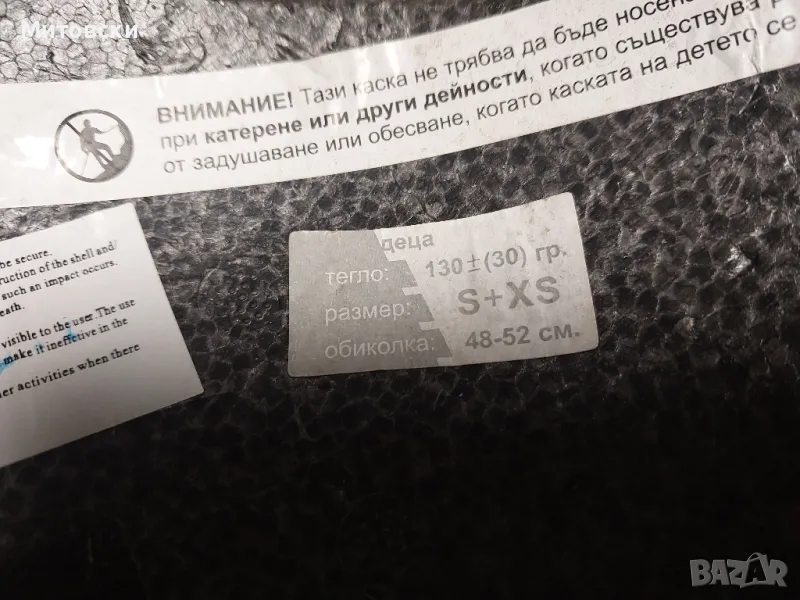 Митовски
ВНИМАНИЕ! Тази каска не трябва да бъде носена
при катерене или други дейности, когато съществува
от задушаване или обесване, когато каската на детето се
be secure.
ruction of the shell and/
such an impact occurs.
eath.
visible to the user. The use
make it ineffetive in the
er activities when there
деца
тегло: 130±(30) гр.
размер: S+XS
обиколка: 48-52 см.
BAZAR